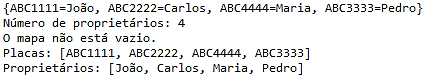 {ABC1111=João, ABC2222=Carlos, ABC4444=Maria, ABC3333=Pedro}
Número de proprietários: 4
O mapa não está vazio.
Placas: [ABC1111, ABC2222, ABC4444, ABC3333]
Proprietários: [João, Carlos, Maria, Pedro]